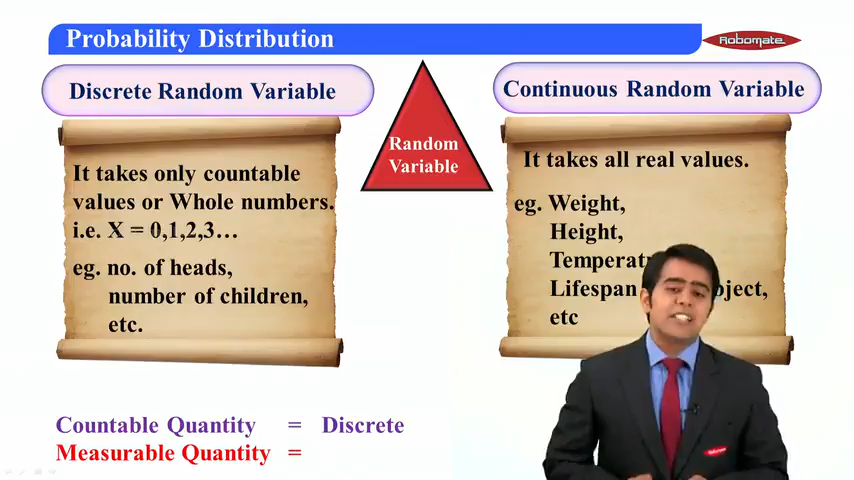 Probability Distribution
Robomate
Discrete Random Variable
It takes only countable
values or Whole numbers.
i.e. X = 0,1,2,3…
eg. no. of heads,
number of children,
etc.
Random
Variable
Continuous Random Variable
It takes all real values.
eg. Weight,
Height,
Lifespan
etc
Countable Quantity = Discrete
Measurable Quantity =